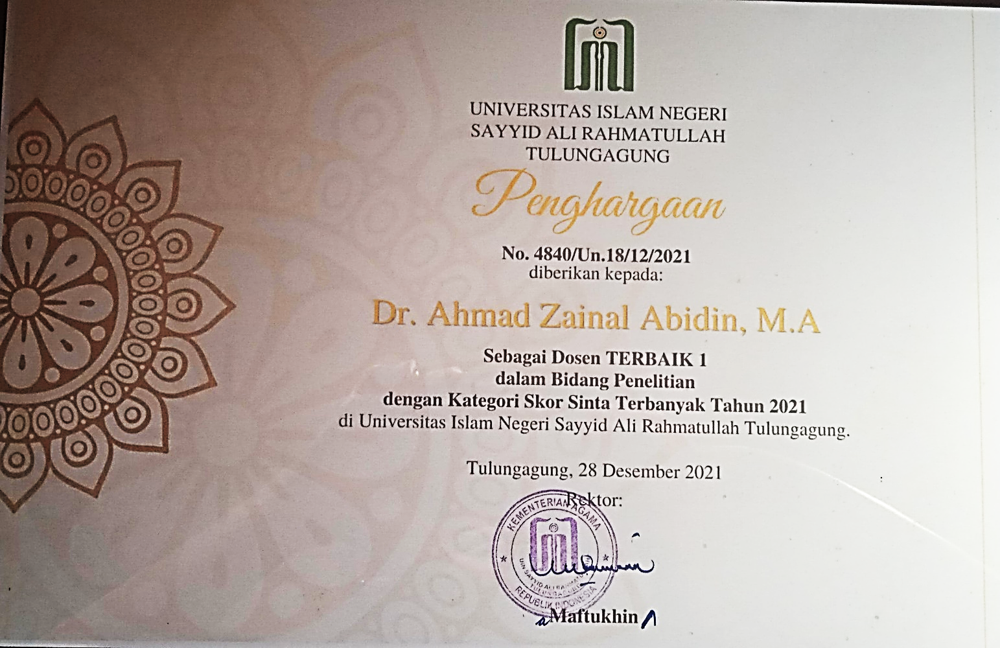 UNIVERSITAS ISLAM NEGERI
SAYYID ALI RAHMATULLAH
TULUNGAGUNG
Penghargaan
No. 4840/Un.18/12/2021
diberikan kepada:
Dr. Ahmad Zainal Abidin, M.A
Sebagai Dosen TERBAIK 1
dalam Bidang Penelitian
dengan Kategori Skor Sinta Terbanyak Tahun 2021
di Universitas Islam Negeri Sayyid Ali Rahmatullah Tulungagung.
Tulungagung, 28 Desember 2021
Rektor:
KEMENTERIAN AGAMA
UIN SAYYID ALI
REPUBLIK INDONESIA
Maftukhin